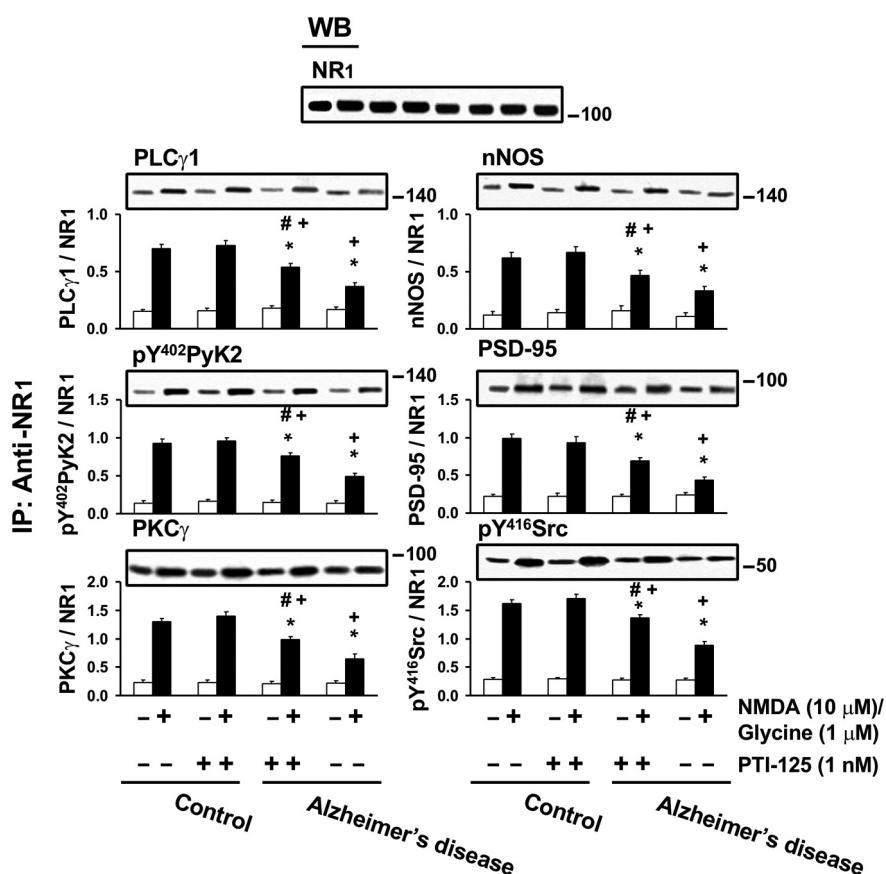 WB
NR1
–100
IP: Anti-NR1
PLCγ1
–140
PLCγ1 / NR1
1.0
0.5
0.0
# +
*
+
*
nNOS
–140
nNOS / NR1
1.0
0.5
0.0
# +
*
+
*
pY⁴⁰²PyK2
–140
pY⁴⁰²PyK2 / NR1
1.5
1.0
0.5
0.0
# +
*
+
*
PSD-95
–100
PSD-95 / NR1
1.5
1.0
0.5
0.0
# +
*
+
*
PKCγ
–100
PKCγ / NR1
2.0
1.5
1.0
0.5
0.0
# +
*
+
*
pY⁴¹⁶Src
–50
pY⁴¹⁶Src / NR1
2.0
1.5
1.0
0.5
0.0
# +
*
+
*
– + – + – + – + – + – + – + – + NMDA (10 μM)/
Glycine (1 μM)
– – + + + + – – – – + + + + – – PTI-125 (1 nM)
Control
Alzheimer's disease
Control
Alzheimer's disease